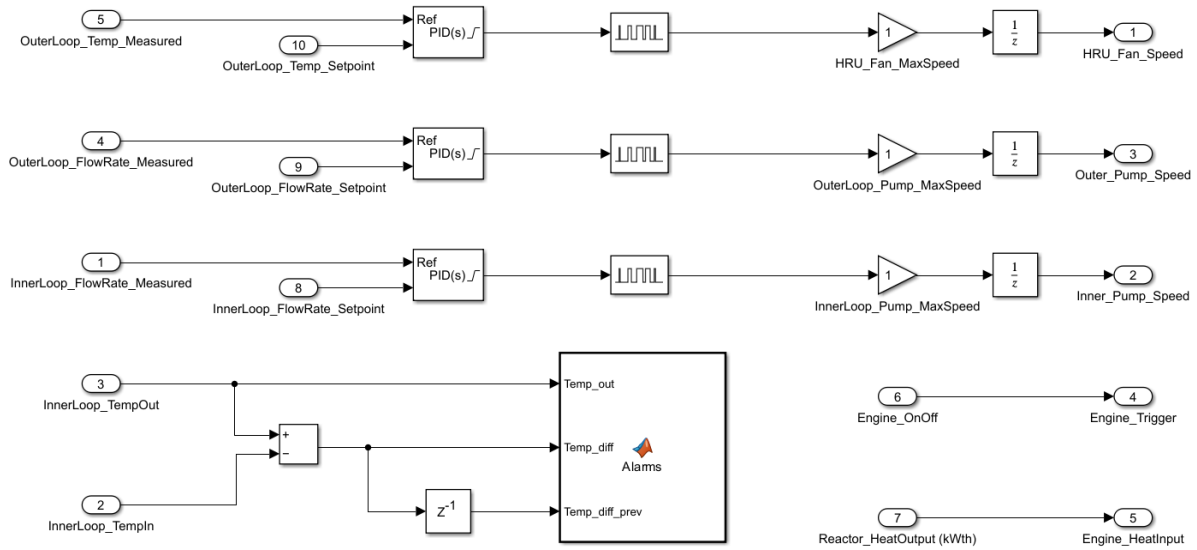 5
OuterLoop_Temp_Measured
10
OuterLoop_Temp_Setpoint
Ref
PID(s)
1
HRU_Fan_MaxSpeed
1
z
1
HRU_Fan_Speed
4
OuterLoop_FlowRate_Measured
9
OuterLoop_FlowRate_Setpoint
Ref
PID(s)
1
OuterLoop_Pump_MaxSpeed
1
z
3
Outer_Pump_Speed
1
InnerLoop_FlowRate_Measured
8
InnerLoop_FlowRate_Setpoint
Ref
PID(s)
1
InnerLoop_Pump_MaxSpeed
1
z
2
Inner_Pump_Speed
3
InnerLoop_TempOut
2
InnerLoop_TempIn
+
−
z-1
Temp_out
Temp_diff
Temp_diff_prev
Alarms
6
Engine_OnOff
4
Engine_Trigger
7
Reactor_HeatOutput (kWth)
5
Engine_HeatInput